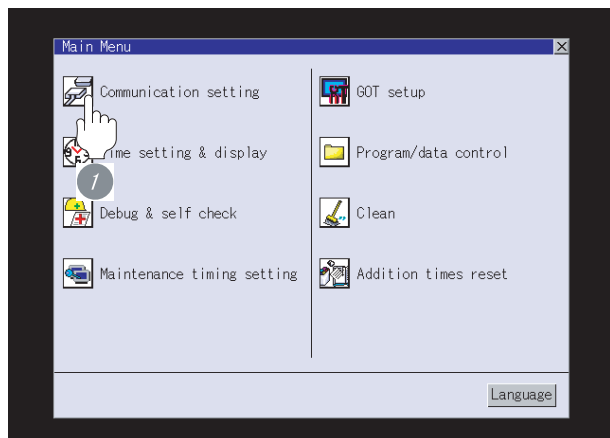 Main Menu
Communication setting
GOT setup
Time setting & display
Program/data control
1
Debug & self check
Clean
Maintenance timing setting
Addition times reset
Language